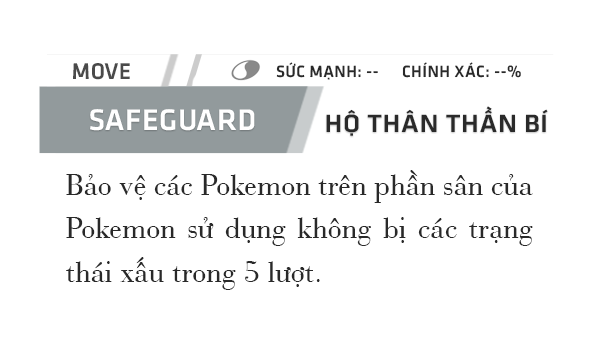 MOVE SỨC MẠNH: -- CHÍNH XÁC: --%
SAFEGUARD HỘ THÂN THẦN BÍ
Bảo vệ các Pokemon trên phần sân của
Pokemon sử dụng không bị các trạng
thái xấu trong 5 lượt.